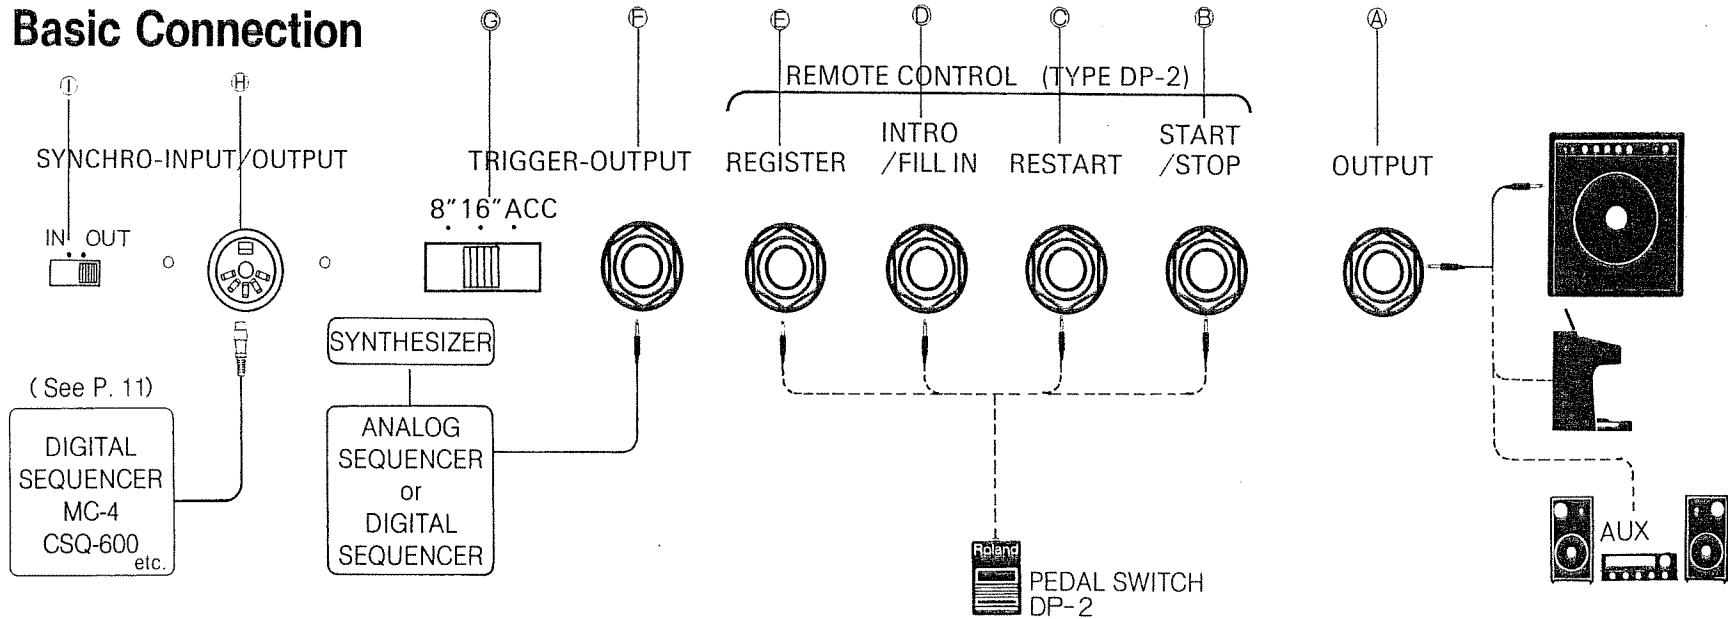 Basic Connection
Ⓖ Ⓕ Ⓔ Ⓓ Ⓒ Ⓑ Ⓐ
Ⓘ Ⓗ
REMOTE CONTROL (TYPE DP-2)
SYNCHRO-INPUT/OUTPUT
TRIGGER-OUTPUT
REGISTER
INTRO
/FILL IN
RESTART
START
/STOP
OUTPUT
8" 16" ACC
IN OUT
SYNTHESIZER
(See P. 11)
DIGITAL
SEQUENCER
MC-4
CSQ-600
etc.
ANALOG
SEQUENCER
or
DIGITAL
SEQUENCER
Roland
PEDAL SWITCH
DP-2
AUX